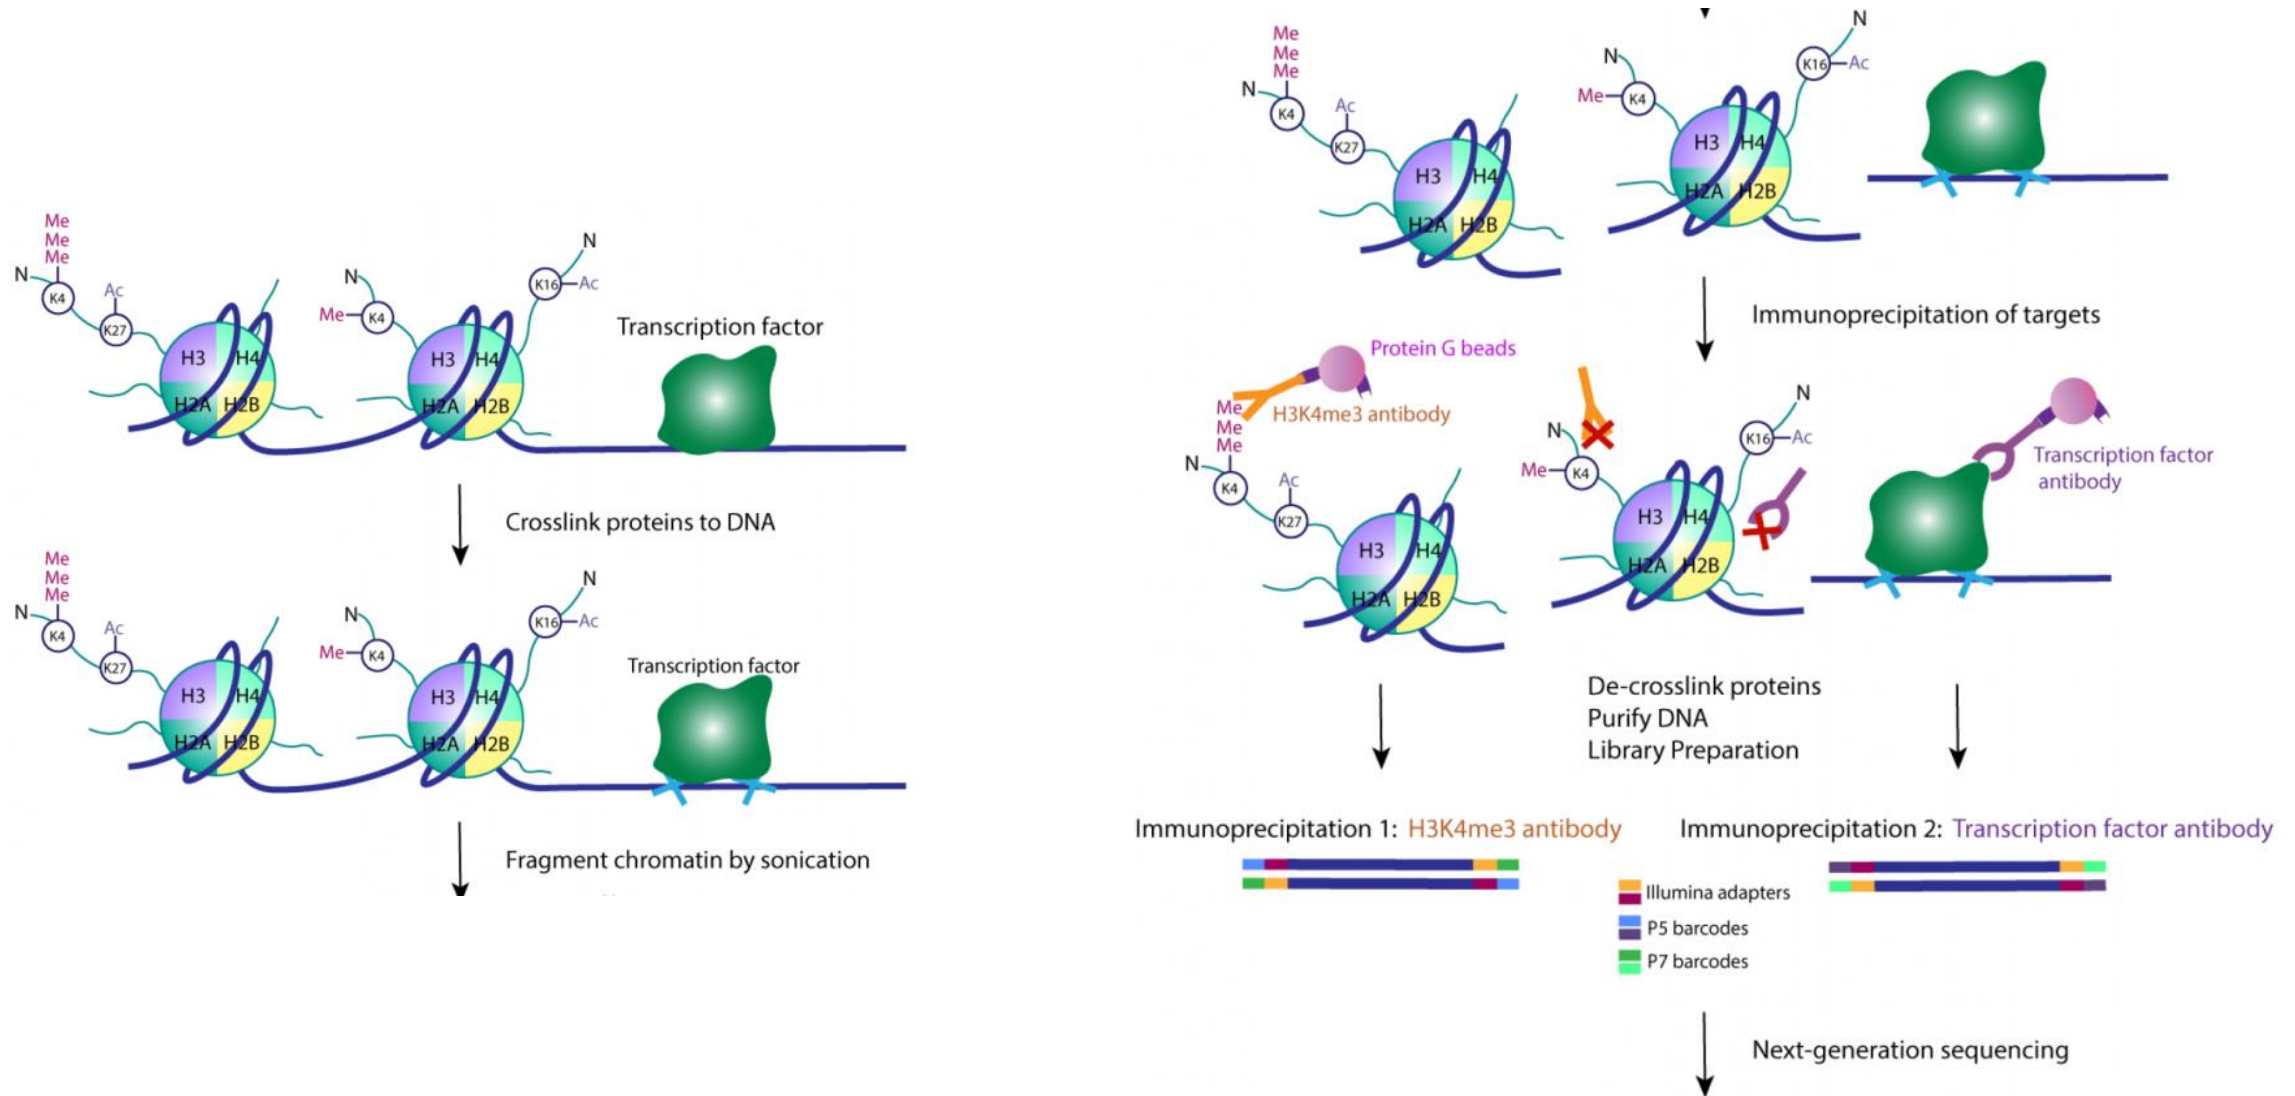 Me
Me
Me
N
K4
Ac
K27
H3
H4
H2A
H2B
N
Me
K4
N
K16
Ac
H3
H4
H2A
H2B
Transcription factor
Crosslink proteins to DNA
Me
Me
Me
N
K4
Ac
K27
H3
H4
H2A
H2B
N
Me
K4
N
K16
Ac
H3
H4
H2A
H2B
Transcription factor
Fragment chromatin by sonication
Me
Me
Me
N
K4
Ac
K27
H3
H4
H2A
H2B
N
Me
K4
N
K16
Ac
H3
H4
H2A
H2B
Immunoprecipitation of targets
Protein G beads
H3K4me3 antibody
Me
Me
Me
N
K4
Ac
K27
H3
H4
H2A
H2B
N
Me
K4
N
K16
Ac
H3
H4
H2A
H2B
Transcription factor
antibody
De-crosslink proteins
Purify DNA
Library Preparation
Immunoprecipitation 1: H3K4me3 antibody
Immunoprecipitation 2: Transcription factor antibody
Illumina adapters
P5 barcodes
P7 barcodes
Next-generation sequencing